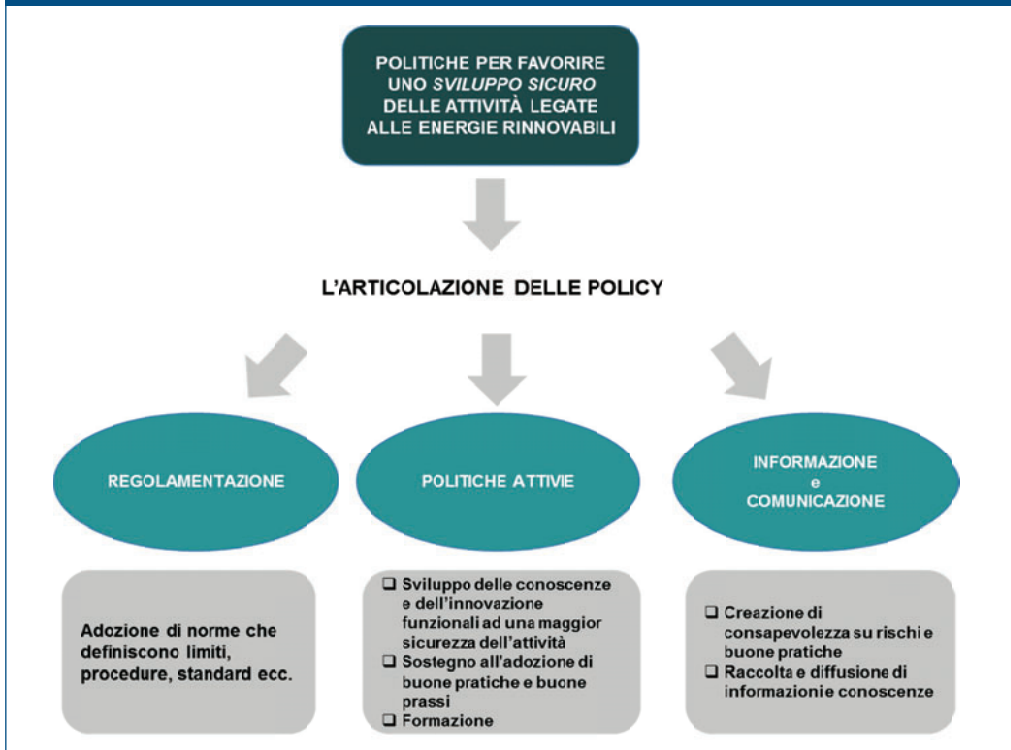 POLITICHE PER FAVORIRE
UNO SVILUPPO SICURO
DELLE ATTIVITÀ LEGATE
ALLE ENERGIE RINNOVABILI
L'ARTICOLAZIONE DELLE POLICY
REGOLAMENTAZIONE
POLITICHE ATTIVIE
INFORMAZIONE
e
COMUNICAZIONE
Adozione di norme che
definiscono limiti,
procedure, standard ecc.
❑ Sviluppo delle conoscenze
e dell'innovazione
funzionali ad una maggior
sicurezza dell'attività
❑ Sostegno all'adozione di
buone pratiche e buone
prassi
❑ Formazione
❑ Creazione di
consapevolezza su rischi e
buone pratiche
❑ Raccolta e diffusione di
informazionie conoscenze